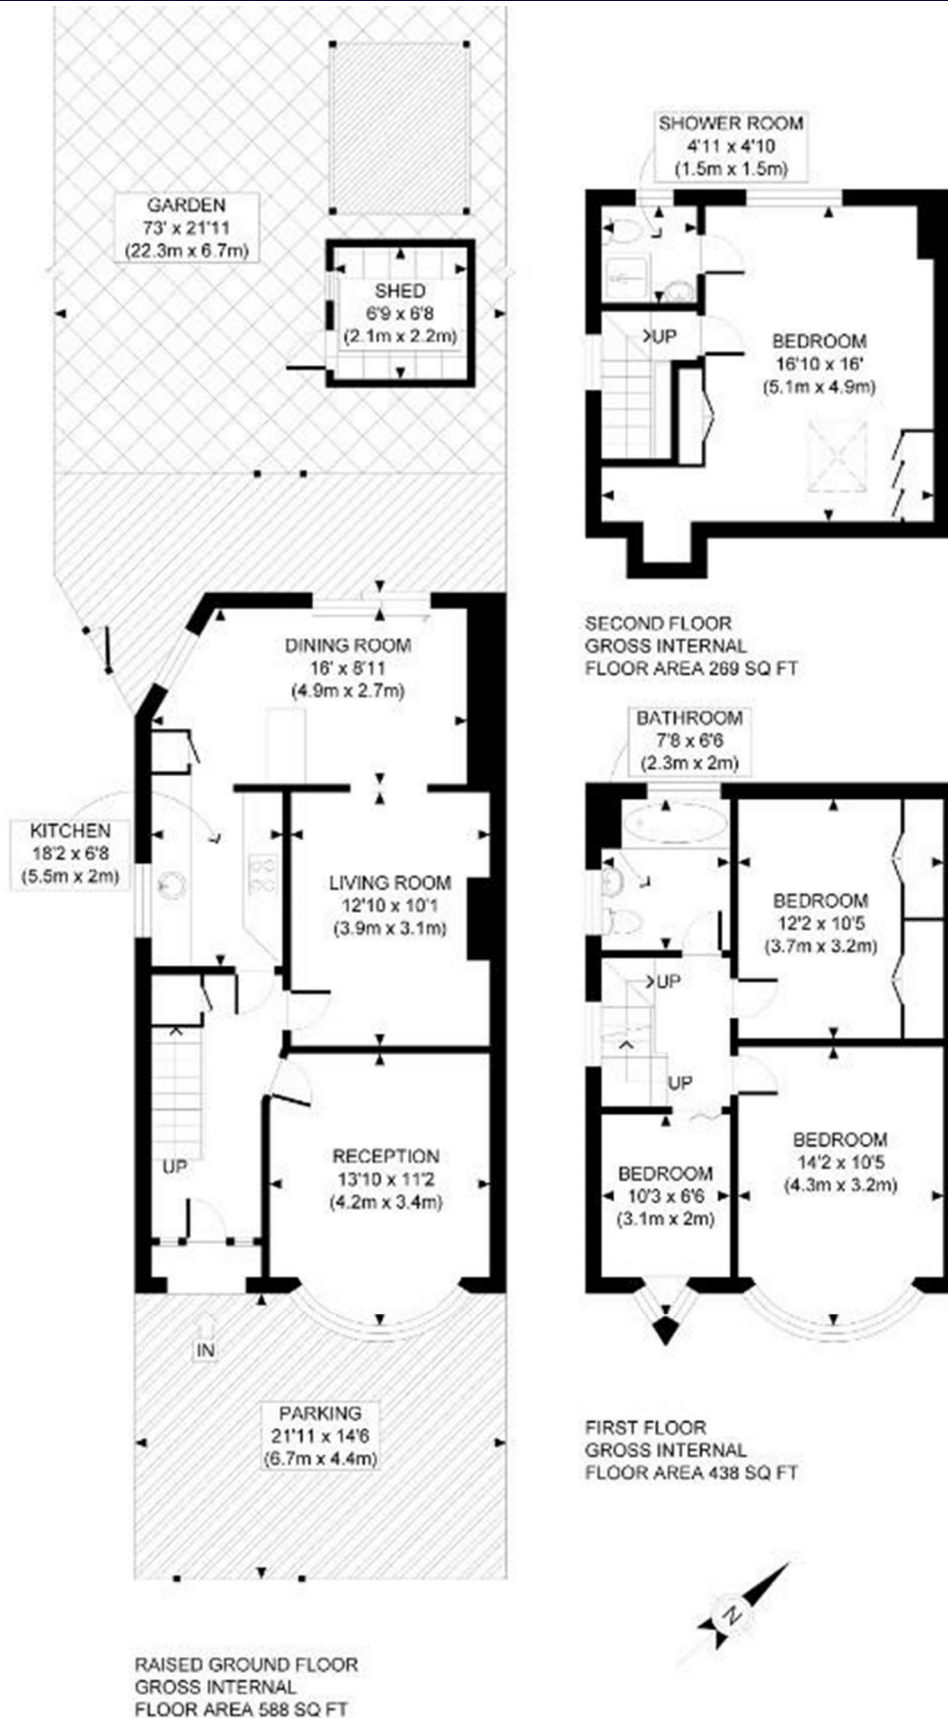 GARDEN
73' x 21'11
(22.3m x 6.7m)
SHED
6'9 x 6'8
(2.1m x 2.2m)
DINING ROOM
16' x 8'11
(4.9m x 2.7m)
KITCHEN
18'2 x 6'8
(5.5m x 2m)
LIVING ROOM
12'10 x 10'1
(3.9m x 3.1m)
RECEPTION
13'10 x 11'2
(4.2m x 3.4m)
UP
IN
PARKING
21'11 x 14'6
(6.7m x 4.4m)
RAISED GROUND FLOOR
GROSS INTERNAL
FLOOR AREA 588 SQ FT
SHOWER ROOM
4'11 x 4'10
(1.5m x 1.5m)
UP
BEDROOM
16'10 x 16'
(5.1m x 4.9m)
SECOND FLOOR
GROSS INTERNAL
FLOOR AREA 269 SQ FT
BATHROOM
7'8 x 6'6
(2.3m x 2m)
BEDROOM
12'2 x 10'5
(3.7m x 3.2m)
UP
UP
BEDROOM
10'3 x 6'6
(3.1m x 2m)
BEDROOM
14'2 x 10'5
(4.3m x 3.2m)
FIRST FLOOR
GROSS INTERNAL
FLOOR AREA 438 SQ FT
N